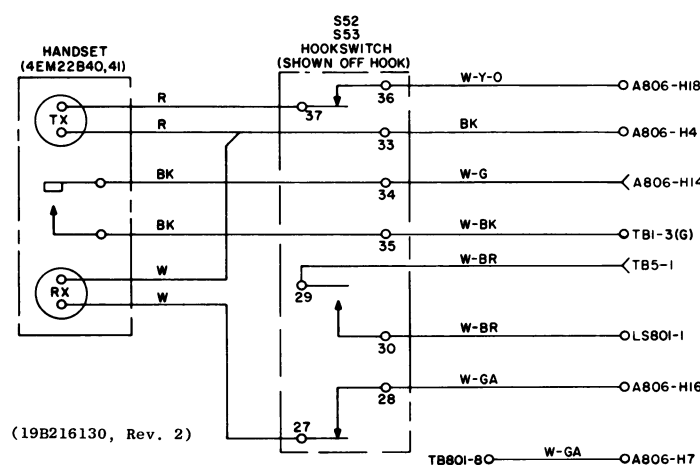 S52
S53
HOOKSWITCH
(SHOWN OFF HOOK)
HANDSET
(4EM22B40,41)
W-Y-O
A806-H18
36
R
37
TX
R
33
BK
A806-H4
BK
34
W-G
A806-H14
BK
35
W-BK
TB1-3(G)
W-BR
TB5-1
W
29
RX
W
30
W-BR
LS801-1
W-GA
A806-H16
28
27
(19B216130, Rev. 2)
TB801-8
W-GA
A806-H7